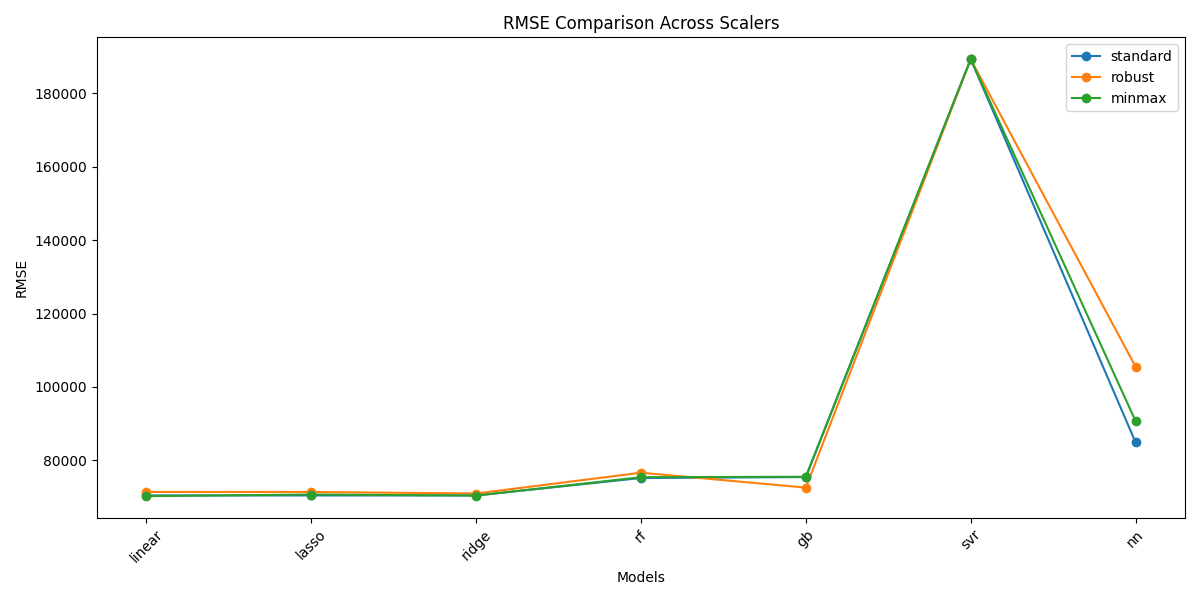 RMSE Comparison Across Scalers
standard
robust
minmax
180000
160000
140000
120000
100000
80000
RMSE
linear
lasso
ridge
rf
gb
svr
nn
Models